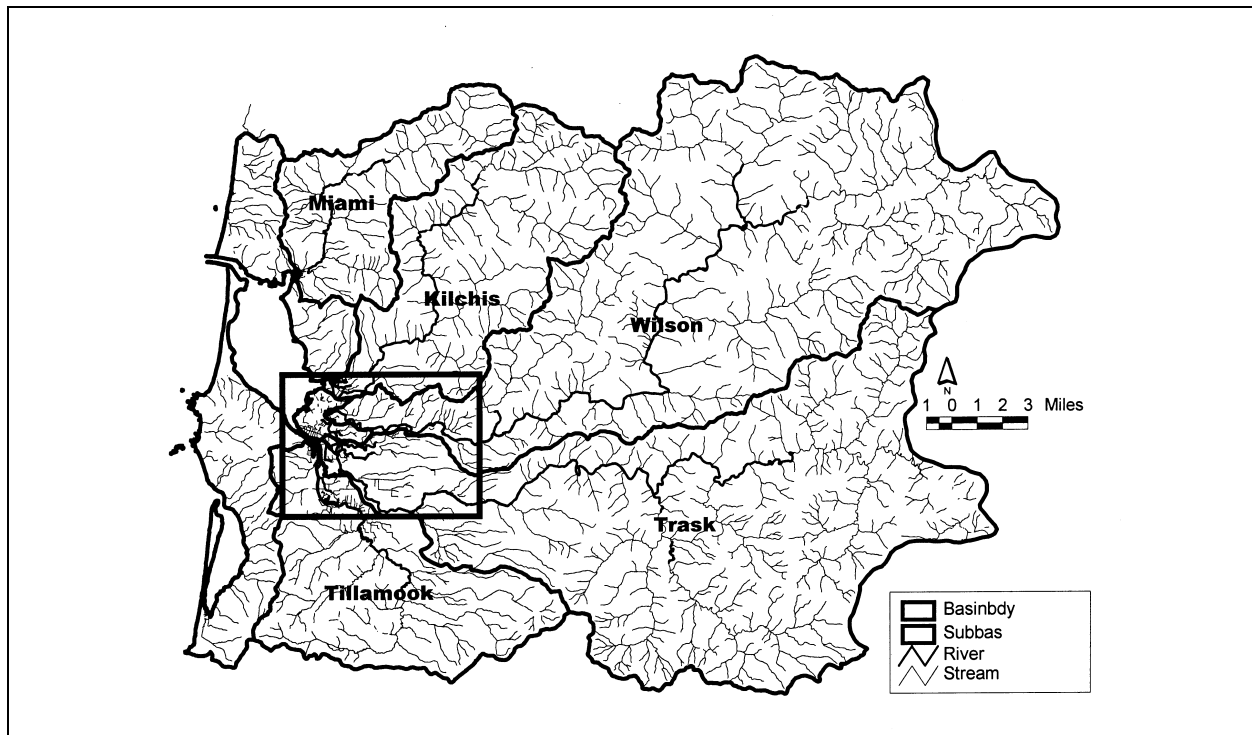 Miami
Kilchis
Wilson
N
1 0 1 2 3 Miles
Trask
Tillamook
Basinbdy
Subbas
River
Stream